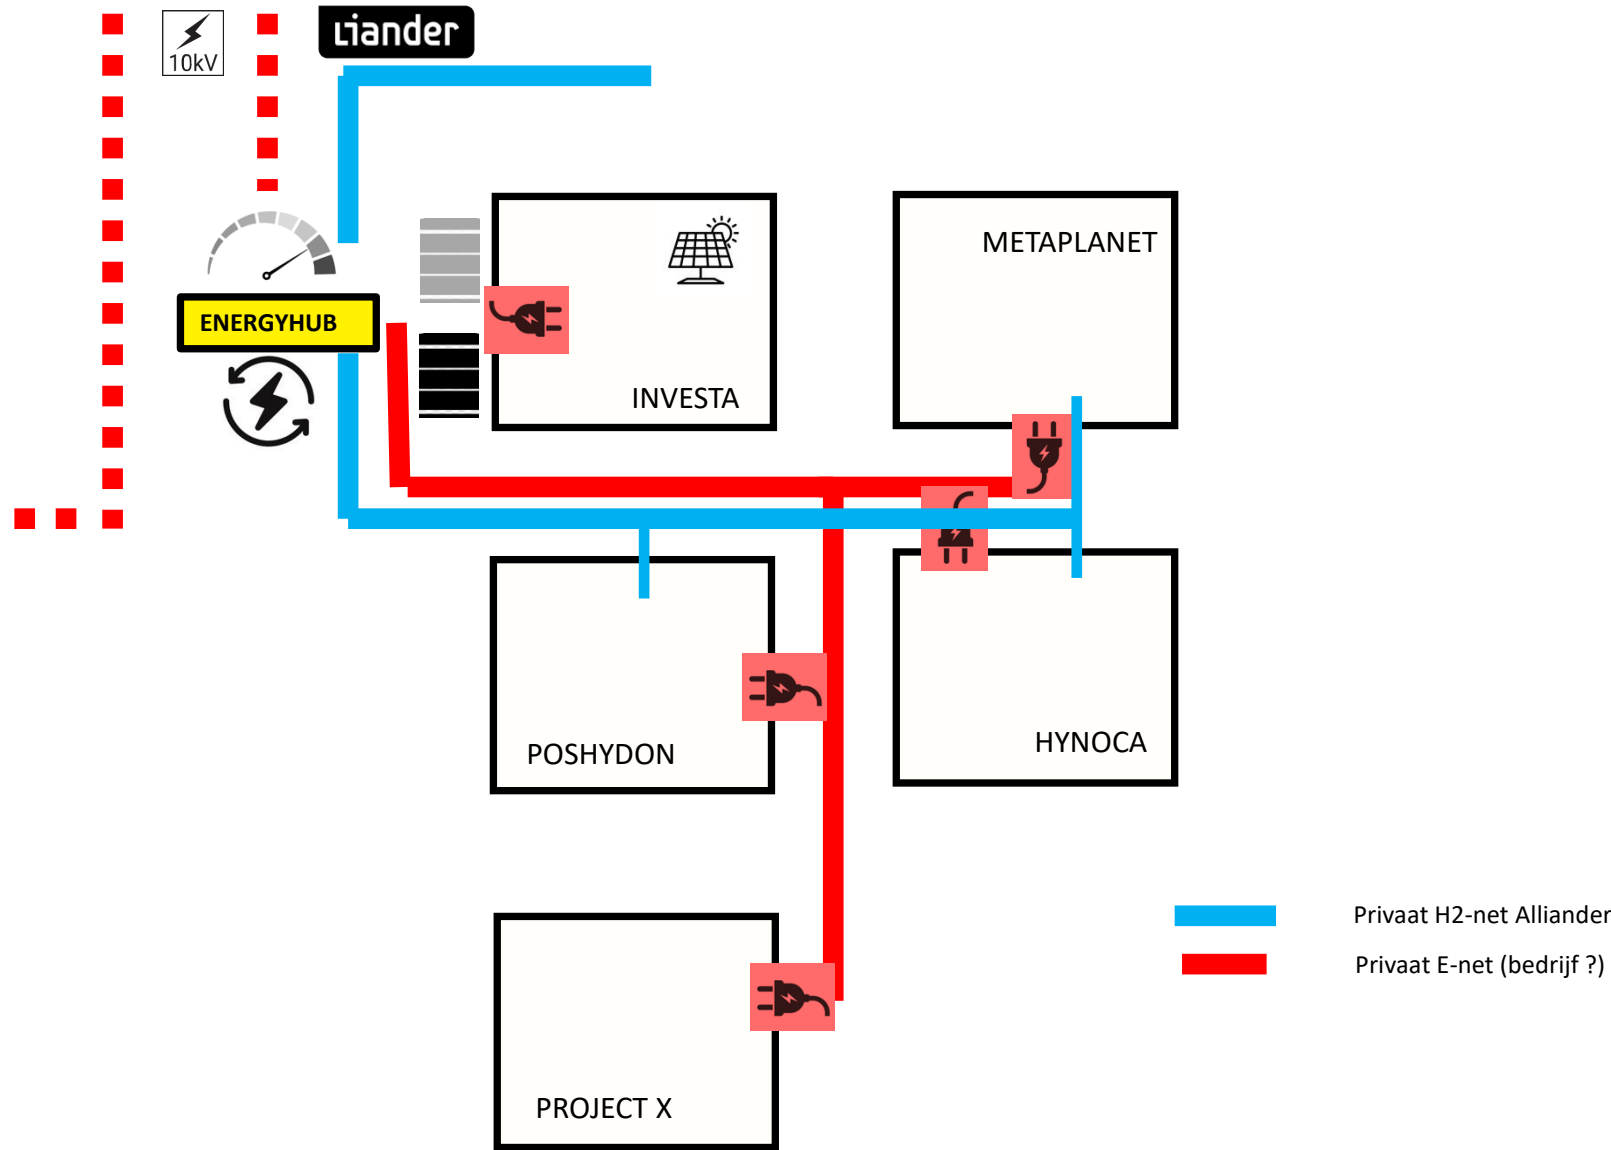 10kV
Liander
METAPLANET
ENERGYHUB
INVESTA
POSHYDON
HYNOCA
Privaat H2-net Alliander
Privaat E-net (bedrijf ?)
PROJECT X